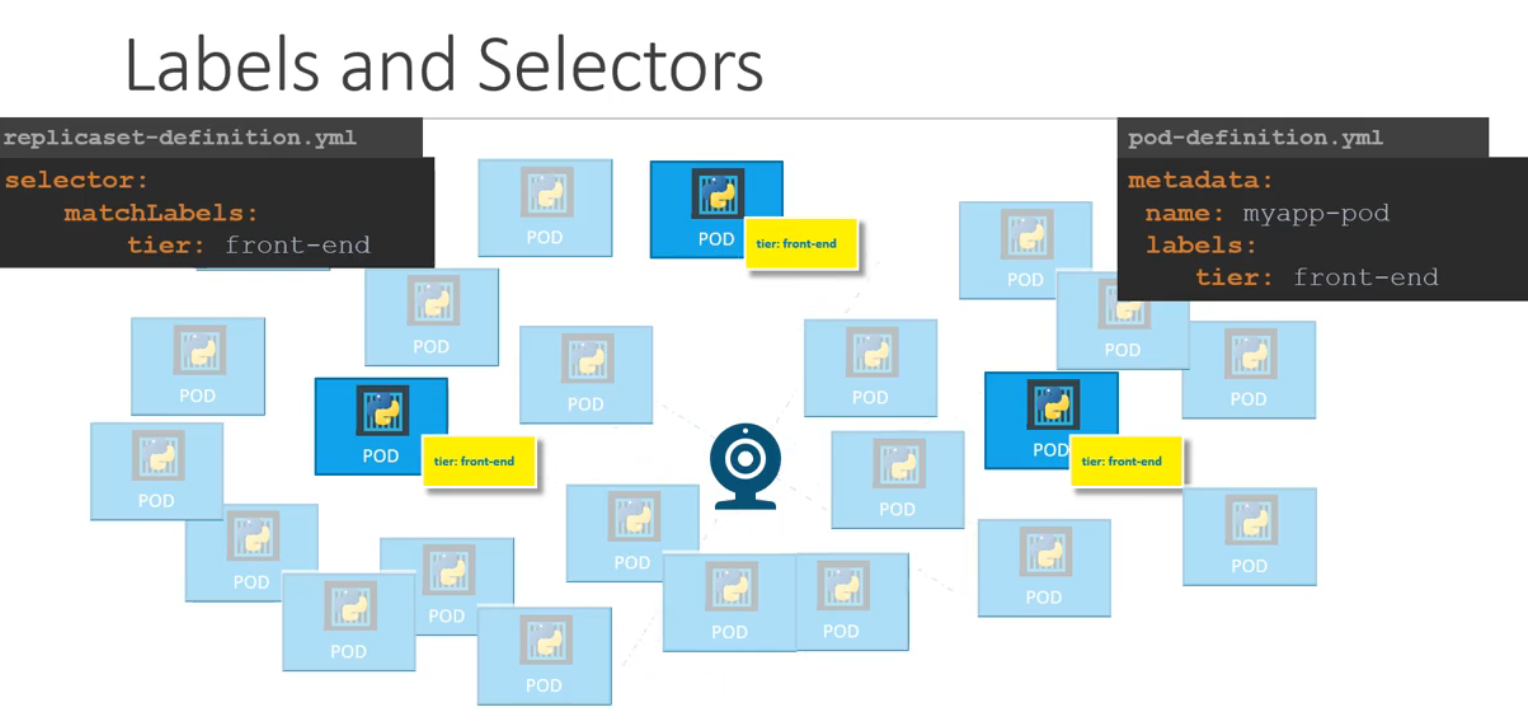 Labels and Selectors
replicaset-definition.yml
selector:
matchLabels:
tier: front-end
pod-definition.yml
metadata:
name: myapp-pod
labels:
tier: front-end
POD
POD
tier: front-end
POD
POD
POD
POD
POD
POD
POD
POD
tier: front-end
POD
tier: front-end
POD
POD
POD
POD
POD
POD
POD
POD
POD
POD
POD
POD